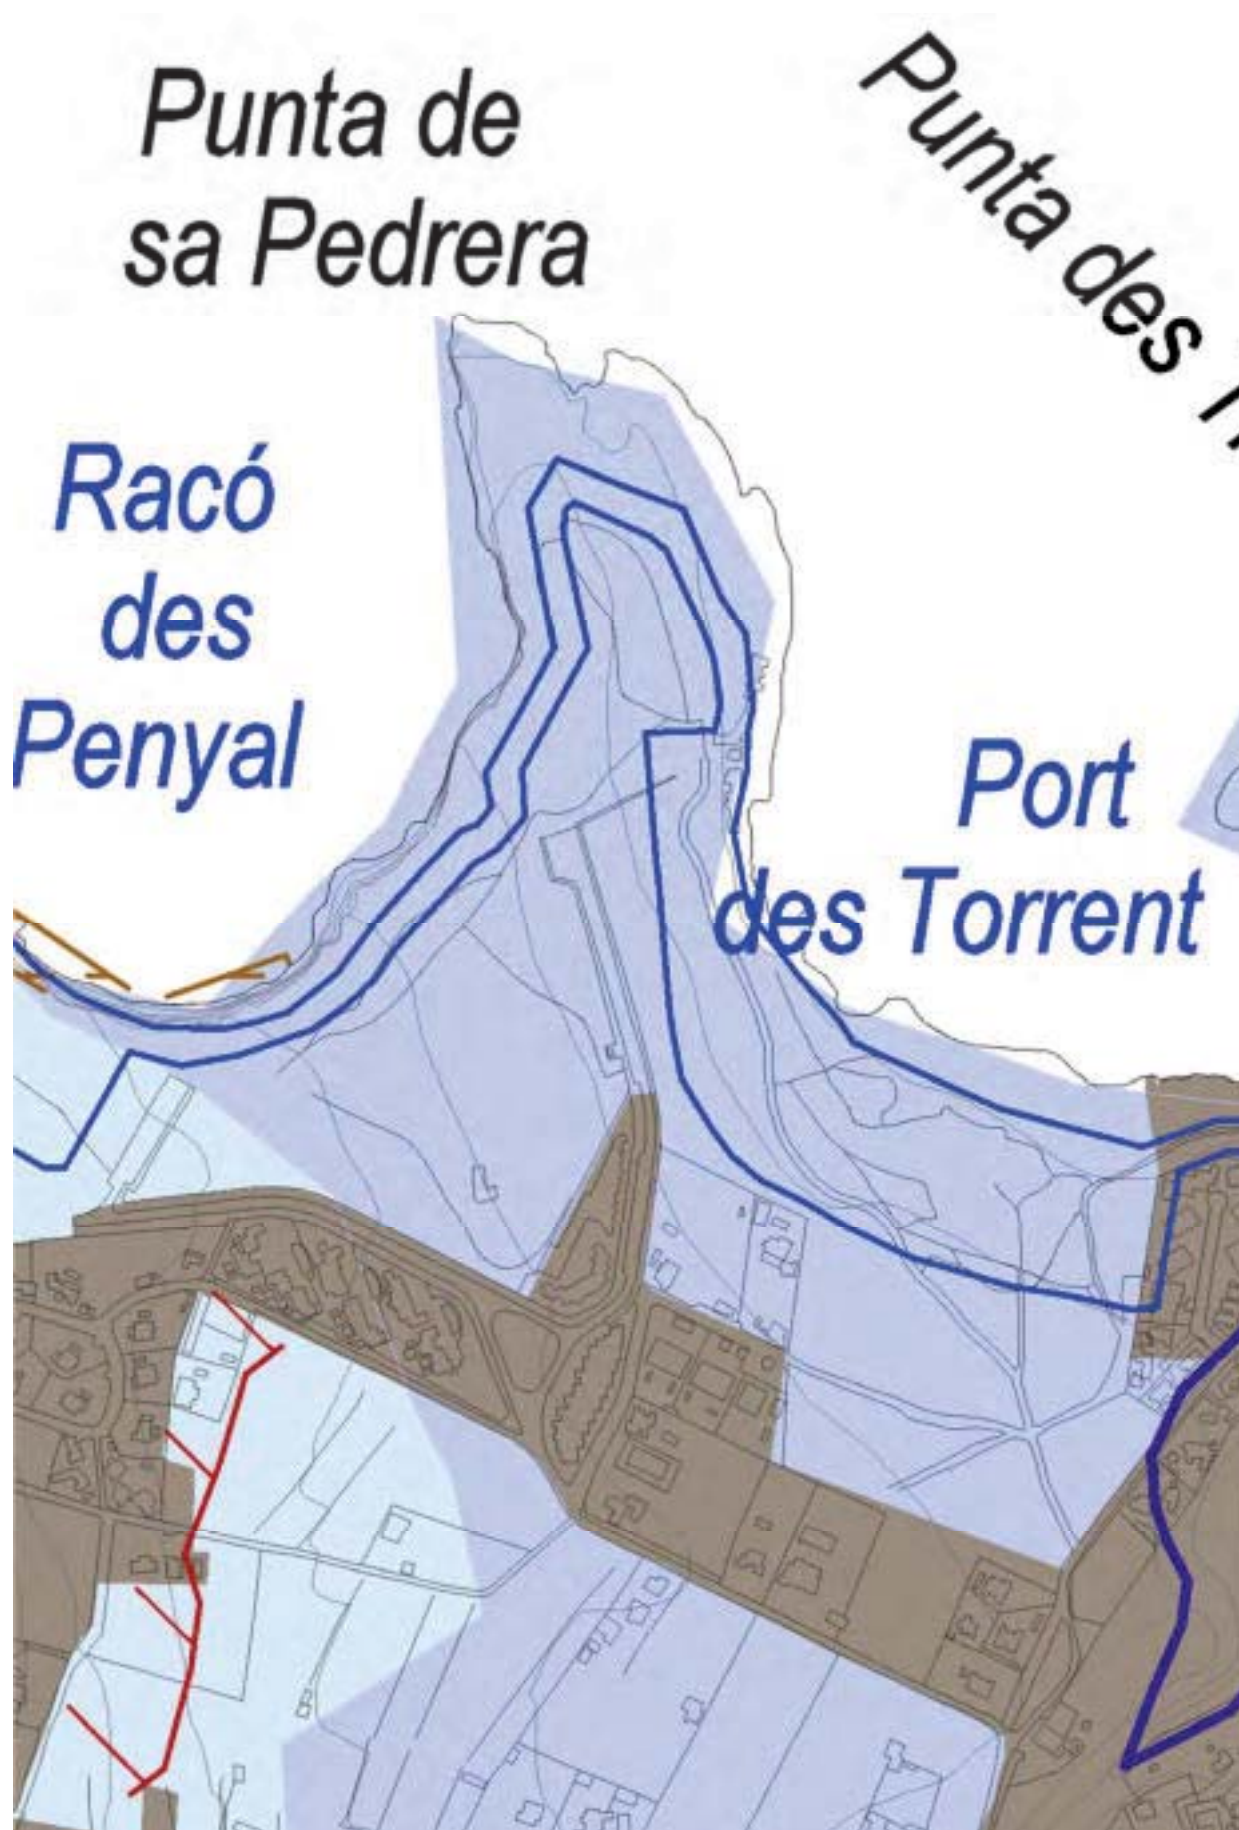 Punta de
sa Pedrera
Punta des
Racó
des
Penyal
Port
des Torrent